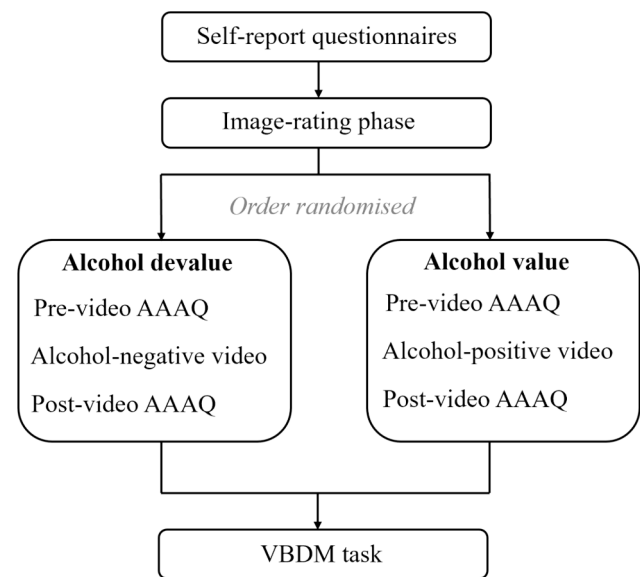 Self-report questionnaires
Image-rating phase
Order randomised
Alcohol devalue
Pre-video AAAQ
Alcohol-negative video
Post-video AAAQ
Alcohol value
Pre-video AAAQ
Alcohol-positive video
Post-video AAAQ
VBDM task